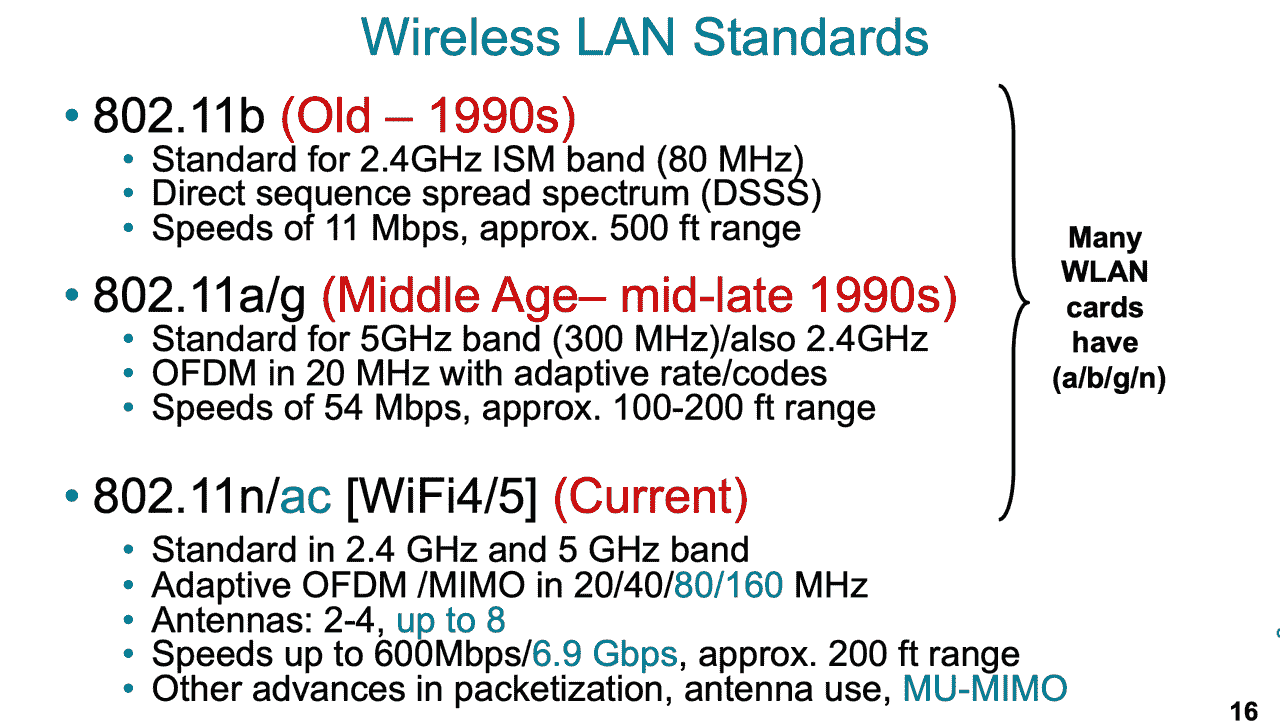 Wireless LAN Standards
• 802.11b (Old – 1990s)
• Standard for 2.4GHz ISM band (80 MHz)
• Direct sequence spread spectrum (DSSS)
• Speeds of 11 Mbps, approx. 500 ft range
• 802.11a/g (Middle Age– mid-late 1990s)
• Standard for 5GHz band (300 MHz)/also 2.4GHz
• OFDM in 20 MHz with adaptive rate/codes
• Speeds of 54 Mbps, approx. 100-200 ft range
• 802.11n/ac [WiFi4/5] (Current)
• Standard in 2.4 GHz and 5 GHz band
• Adaptive OFDM /MIMO in 20/40/80/160 MHz
• Antennas: 2-4, up to 8
• Speeds up to 600Mbps/6.9 Gbps, approx. 200 ft range
• Other advances in packetization, antenna use, MU-MIMO
Many
WLAN
cards
have
(a/b/g/n)
16